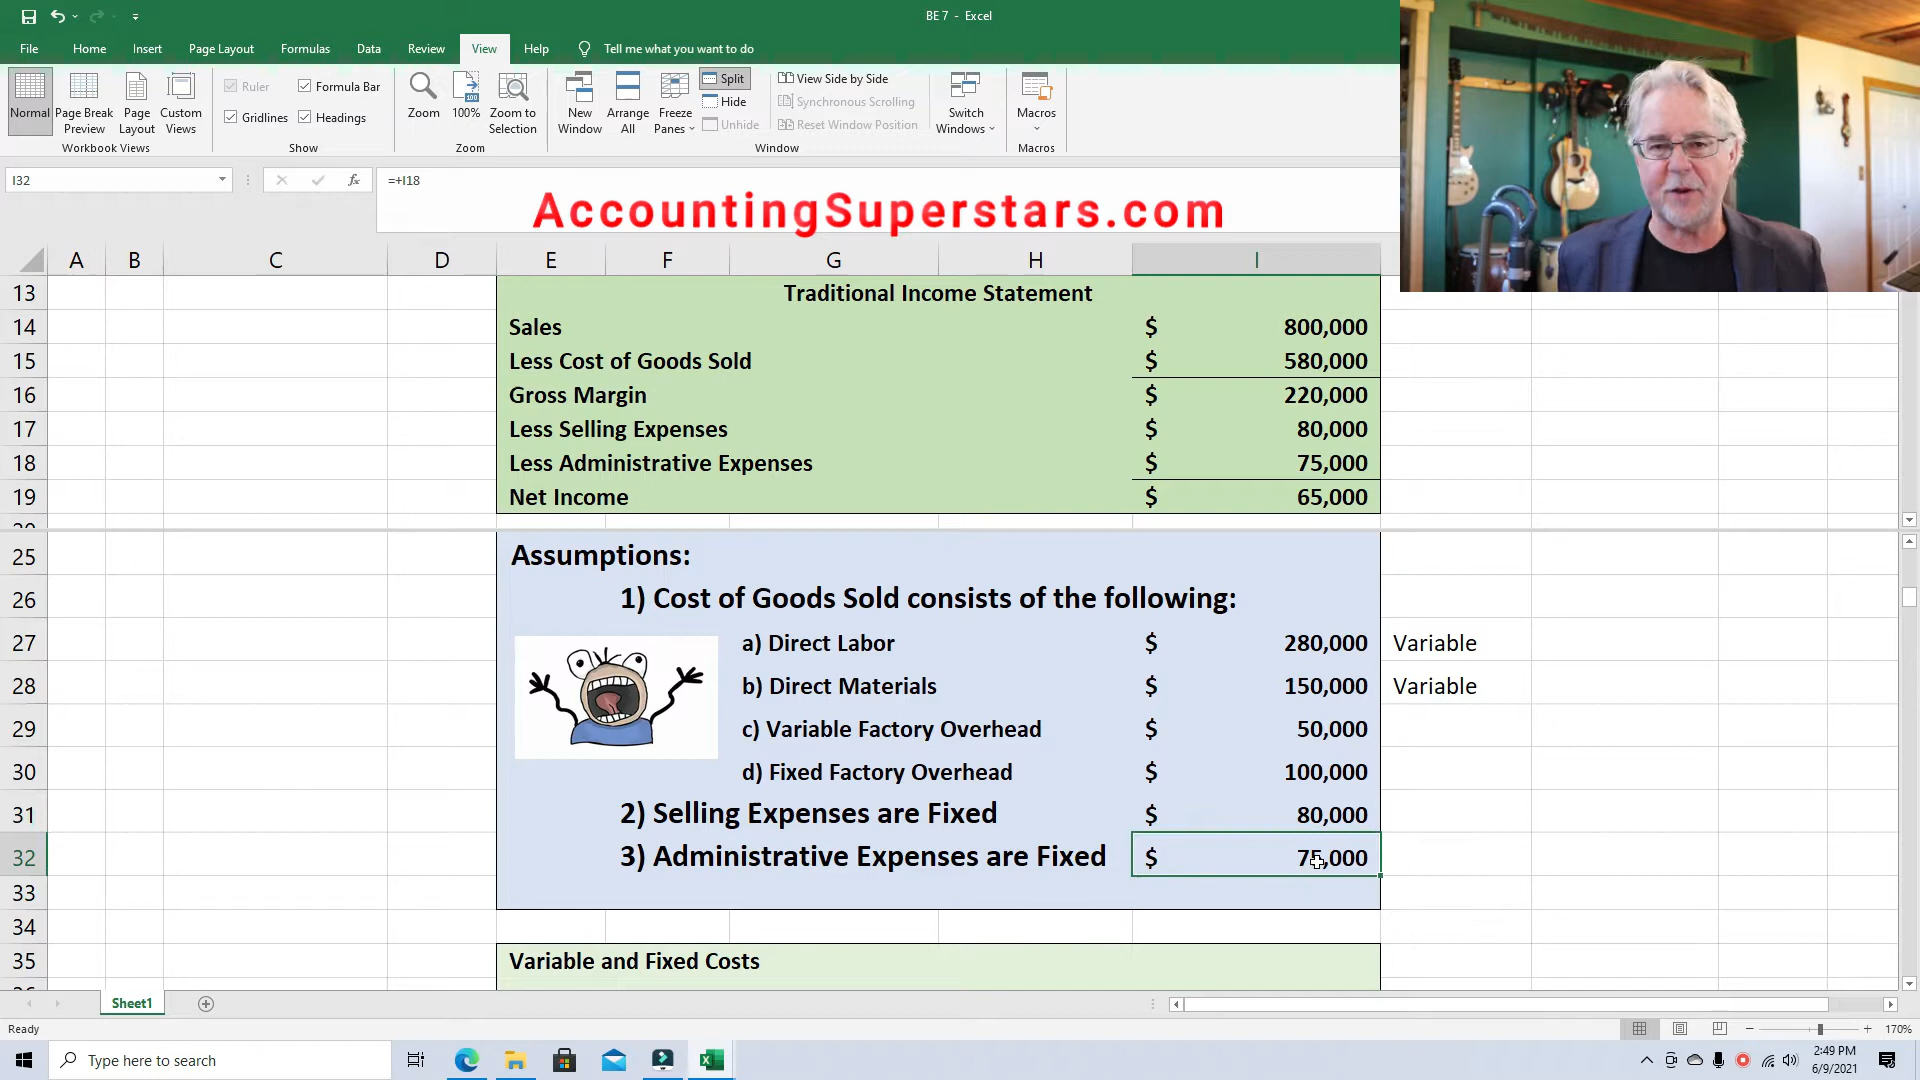 BE 7 - Excel
File Home Insert Page Layout Formulas Data Review View Help Tell me what you want to do
Normal Page Break Preview Page Layout Custom Views
Workbook Views
Ruler Formula Bar
Gridlines Headings
Show
Zoom 100% Zoom to Selection
Zoom
New Window Arrange All Freeze Panes
Split View Side by Side
Hide Synchronous Scrolling
Unhide Reset Window Position
Switch Windows
Window
Macros
Macros
I32 fx =+I18
AccountingSuperstars.com
A B C D E F G H I
13 Traditional Income Statement
14 Sales $ 800,000
15 Less Cost of Goods Sold $ 580,000
16 Gross Margin $ 220,000
17 Less Selling Expenses $ 80,000
18 Less Administrative Expenses $ 75,000
19 Net Income $ 65,000
25 Assumptions:
26 1) Cost of Goods Sold consists of the following:
27 a) Direct Labor $ 280,000 Variable
28 b) Direct Materials $ 150,000 Variable
29 c) Variable Factory Overhead $ 50,000
30 d) Fixed Factory Overhead $ 100,000
31 2) Selling Expenses are Fixed $ 80,000
32 3) Administrative Expenses are Fixed $ 75,000
33
34
35 Variable and Fixed Costs
Sheet1
Ready 170%
Type here to search
2:49 PM
6/9/2021